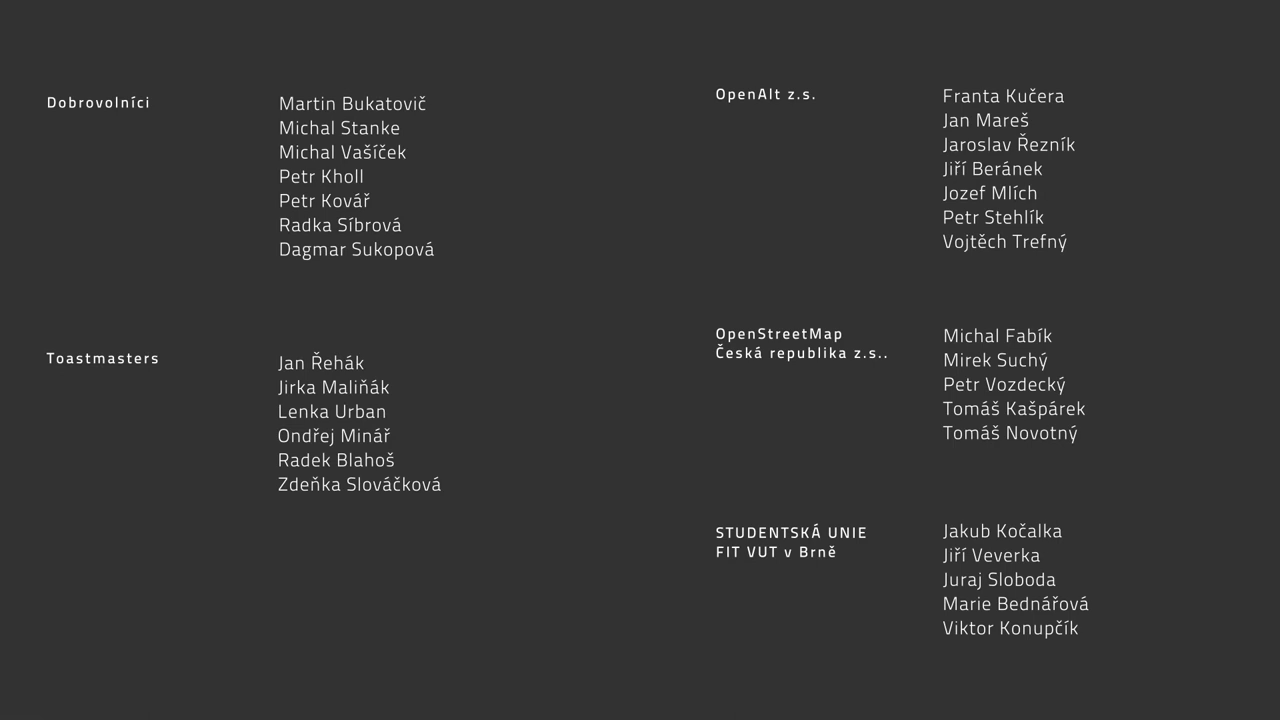 Dobrovolníci
Martin Bukatovič
Michal Stanke
Michal Vašíček
Petr Kholl
Petr Kovář
Radka Síbrová
Dagmar Sukopová
Toastmasters
Jan Řehák
Jirka Maliňák
Lenka Urban
Ondřej Minář
Radek Blahoš
Zdeňka Slováčková
OpenAlt z.s.
Franta Kučera
Jan Mareš
Jaroslav Řezník
Jiří Beránek
Jozef Mlích
Petr Stehlík
Vojtěch Trefný
OpenStreetMap
Česká republika z.s..
Michal Fabík
Mirek Suchý
Petr Vozdecký
Tomáš Kašpárek
Tomáš Novotný
STUDENTSKÁ UNIE
FIT VUT v Brně
Jakub Kočalka
Jiří Veverka
Juraj Sloboda
Marie Bednářová
Viktor Konupčík